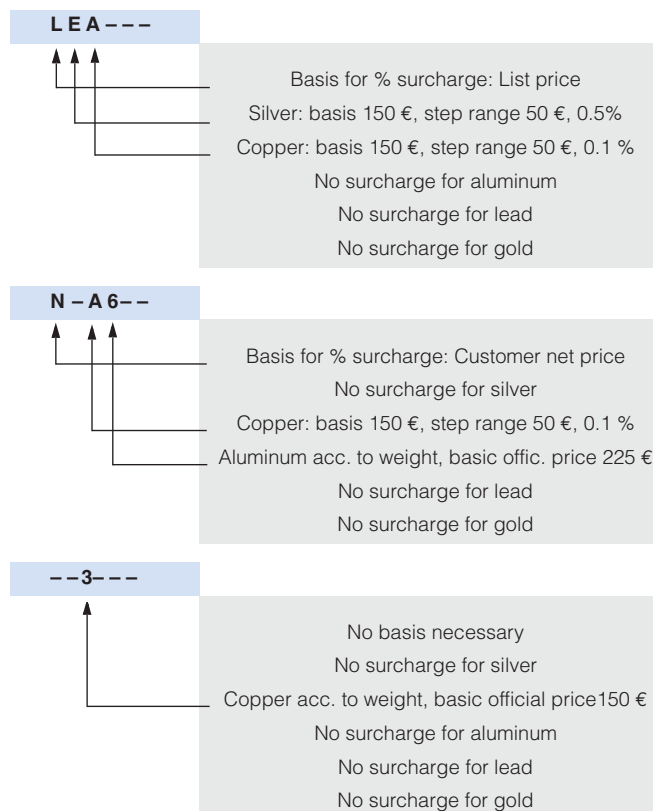 L E A – – –
Basis for % surcharge: List price
Silver: basis 150 €, step range 50 €, 0.5%
Copper: basis 150 €, step range 50 €, 0.1 %
No surcharge for aluminum
No surcharge for lead
No surcharge for gold
N – A 6 – –
Basis for % surcharge: Customer net price
No surcharge for silver
Copper: basis 150 €, step range 50 €, 0.1 %
Aluminum acc. to weight, basic offic. price 225 €
No surcharge for lead
No surcharge for gold
– – 3 – – –
No basis necessary
No surcharge for silver
Copper acc. to weight, basic official price150 €
No surcharge for aluminum
No surcharge for lead
No surcharge for gold